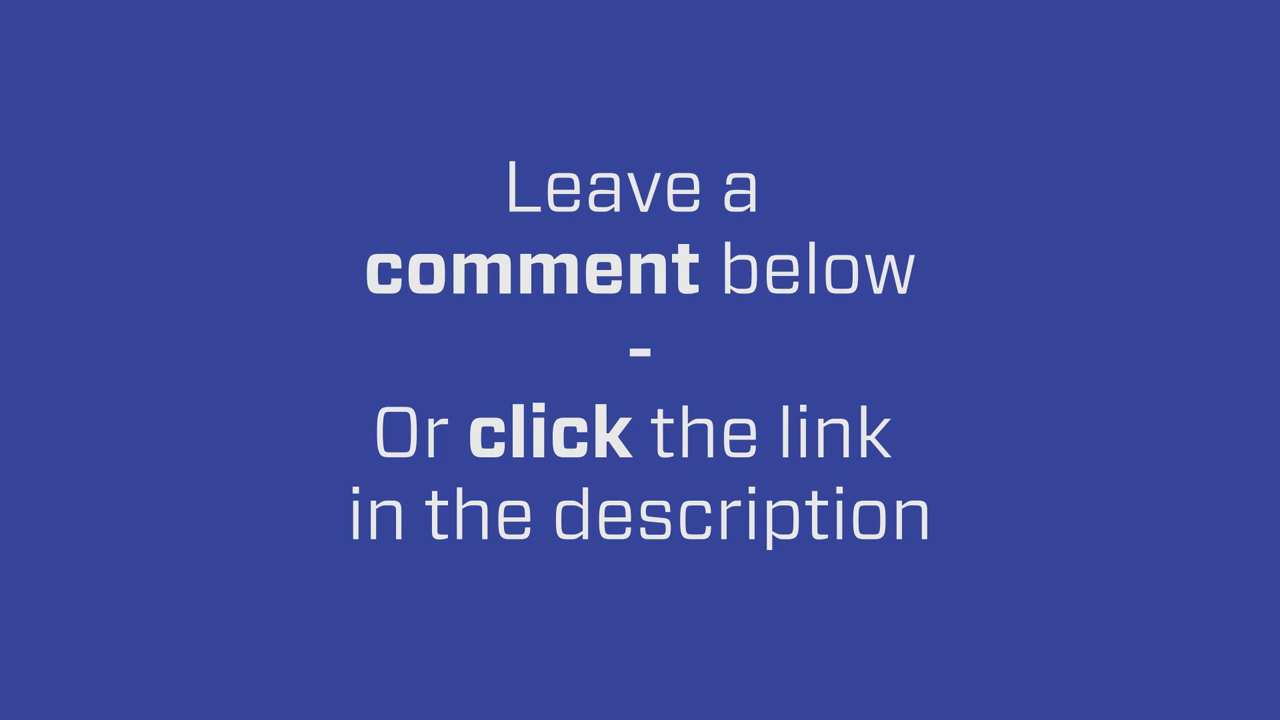 Leave a
comment below
-
Or click the link
in the description